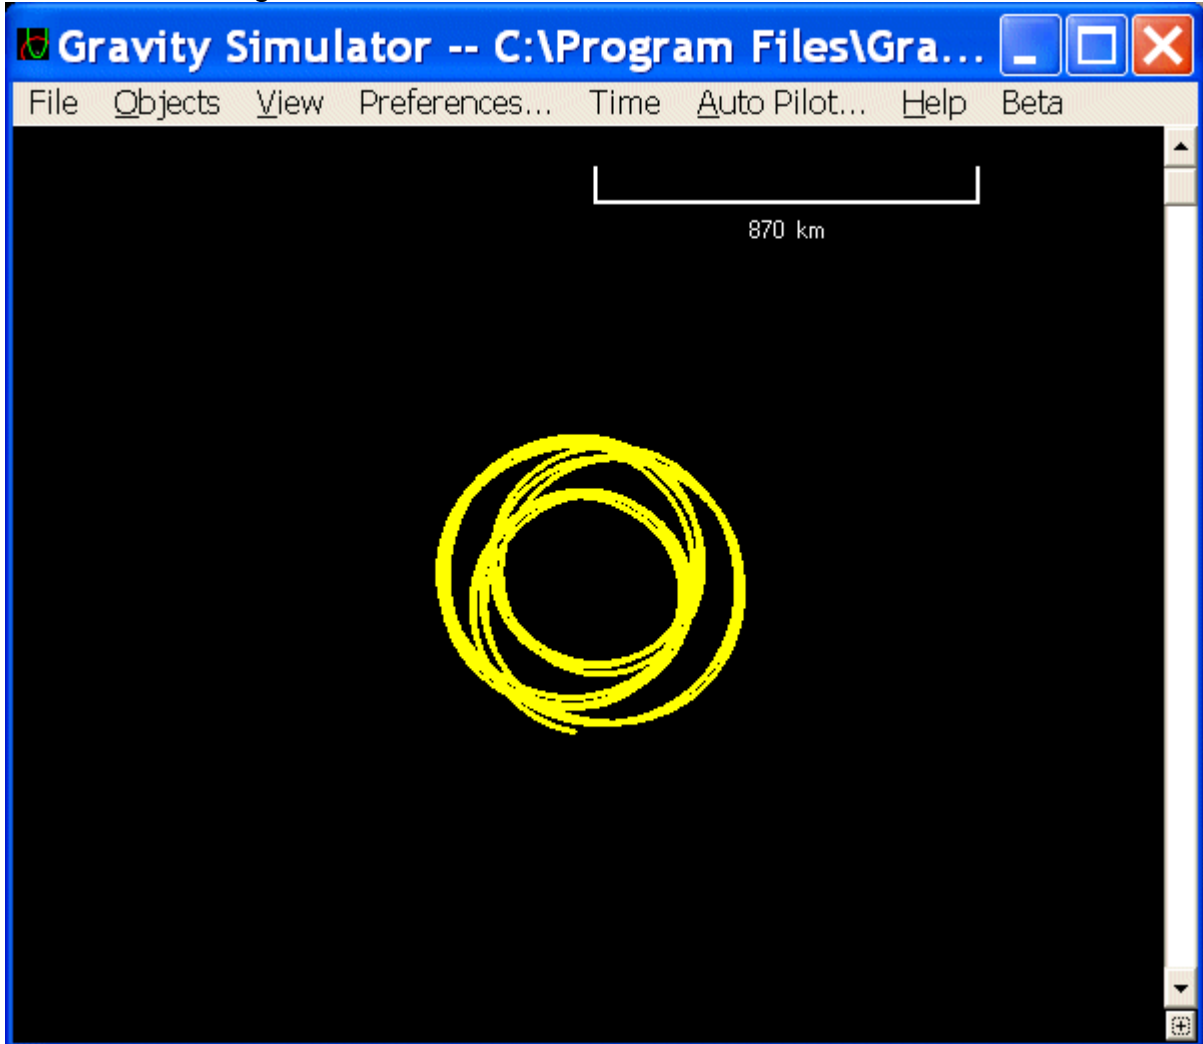 Gravity Simulator -- C:\Program Files\Gra...
File Objects View Preferences... Time Auto Pilot... Help Beta
870 km